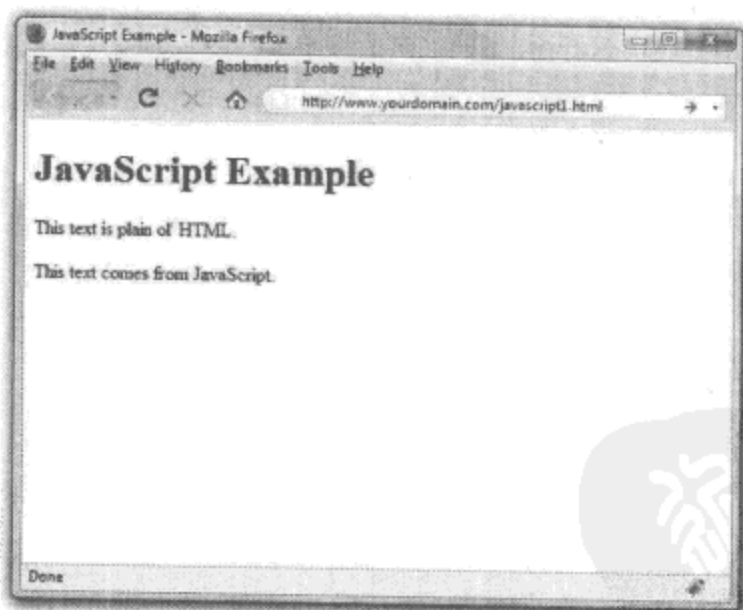 JavaScript Example - Mozilla Firefox
File Edit View History Bookmarks Tools Help
http://www.yourdomain.com/javascript1.html
JavaScript Example
This text is plain ol' HTML.
This text comes from JavaScript.
Done